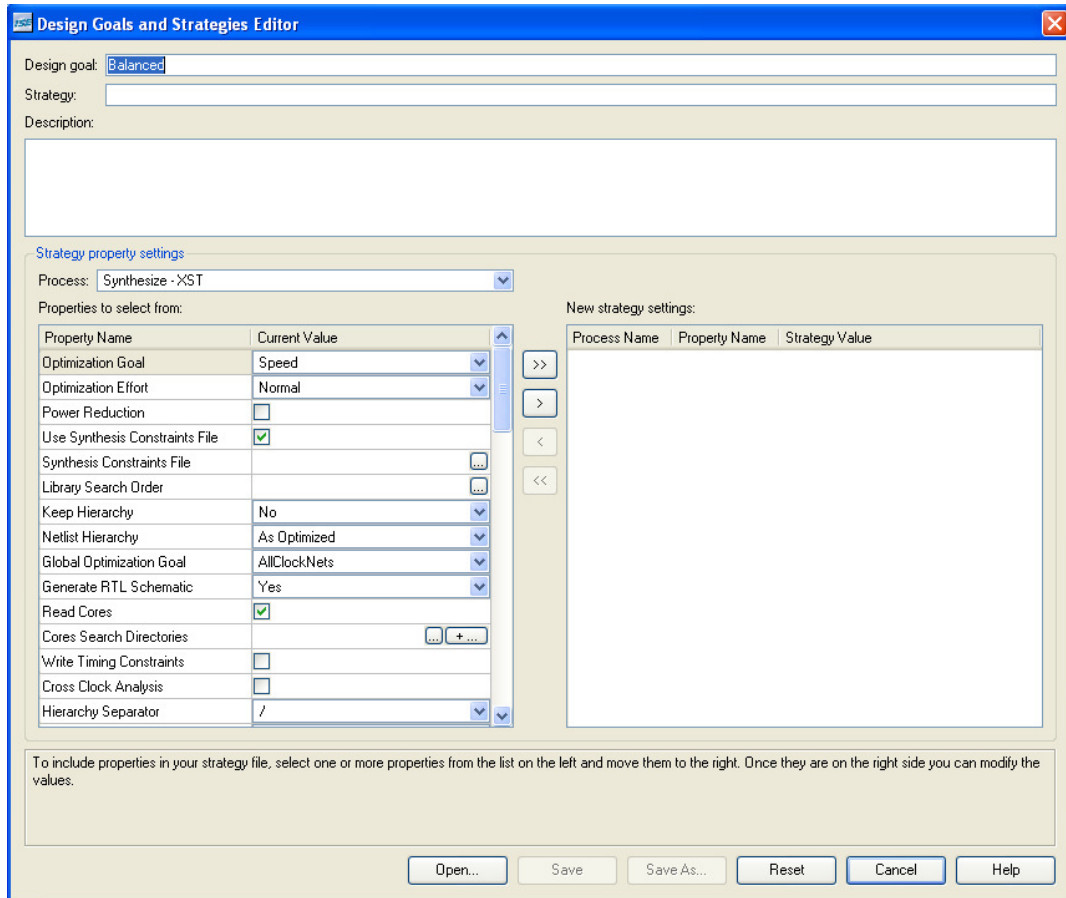 ISE Design Goals and Strategies Editor
Design goal: Balanced
Strategy:
Description:
Strategy property settings
Process: Synthesize - XST
Properties to select from:
New strategy settings:
Property Name Current Value
Process Name Property Name Strategy Value
Optimization Goal Speed
>>
Optimization Effort Normal
>
Power Reduction
Use Synthesis Constraints File
<
Synthesis Constraints File ...
<<
Library Search Order ...
Keep Hierarchy No
Netlist Hierarchy As Optimized
Global Optimization Goal AllClockNets
Generate RTL Schematic Yes
Read Cores
Cores Search Directories ... + ...
Write Timing Constraints
Cross Clock Analysis
Hierarchy Separator /
To include properties in your strategy file, select one or more properties from the list on the left and move them to the right. Once they are on the right side you can modify the
values.
Open... Save Save As... Reset Cancel Help